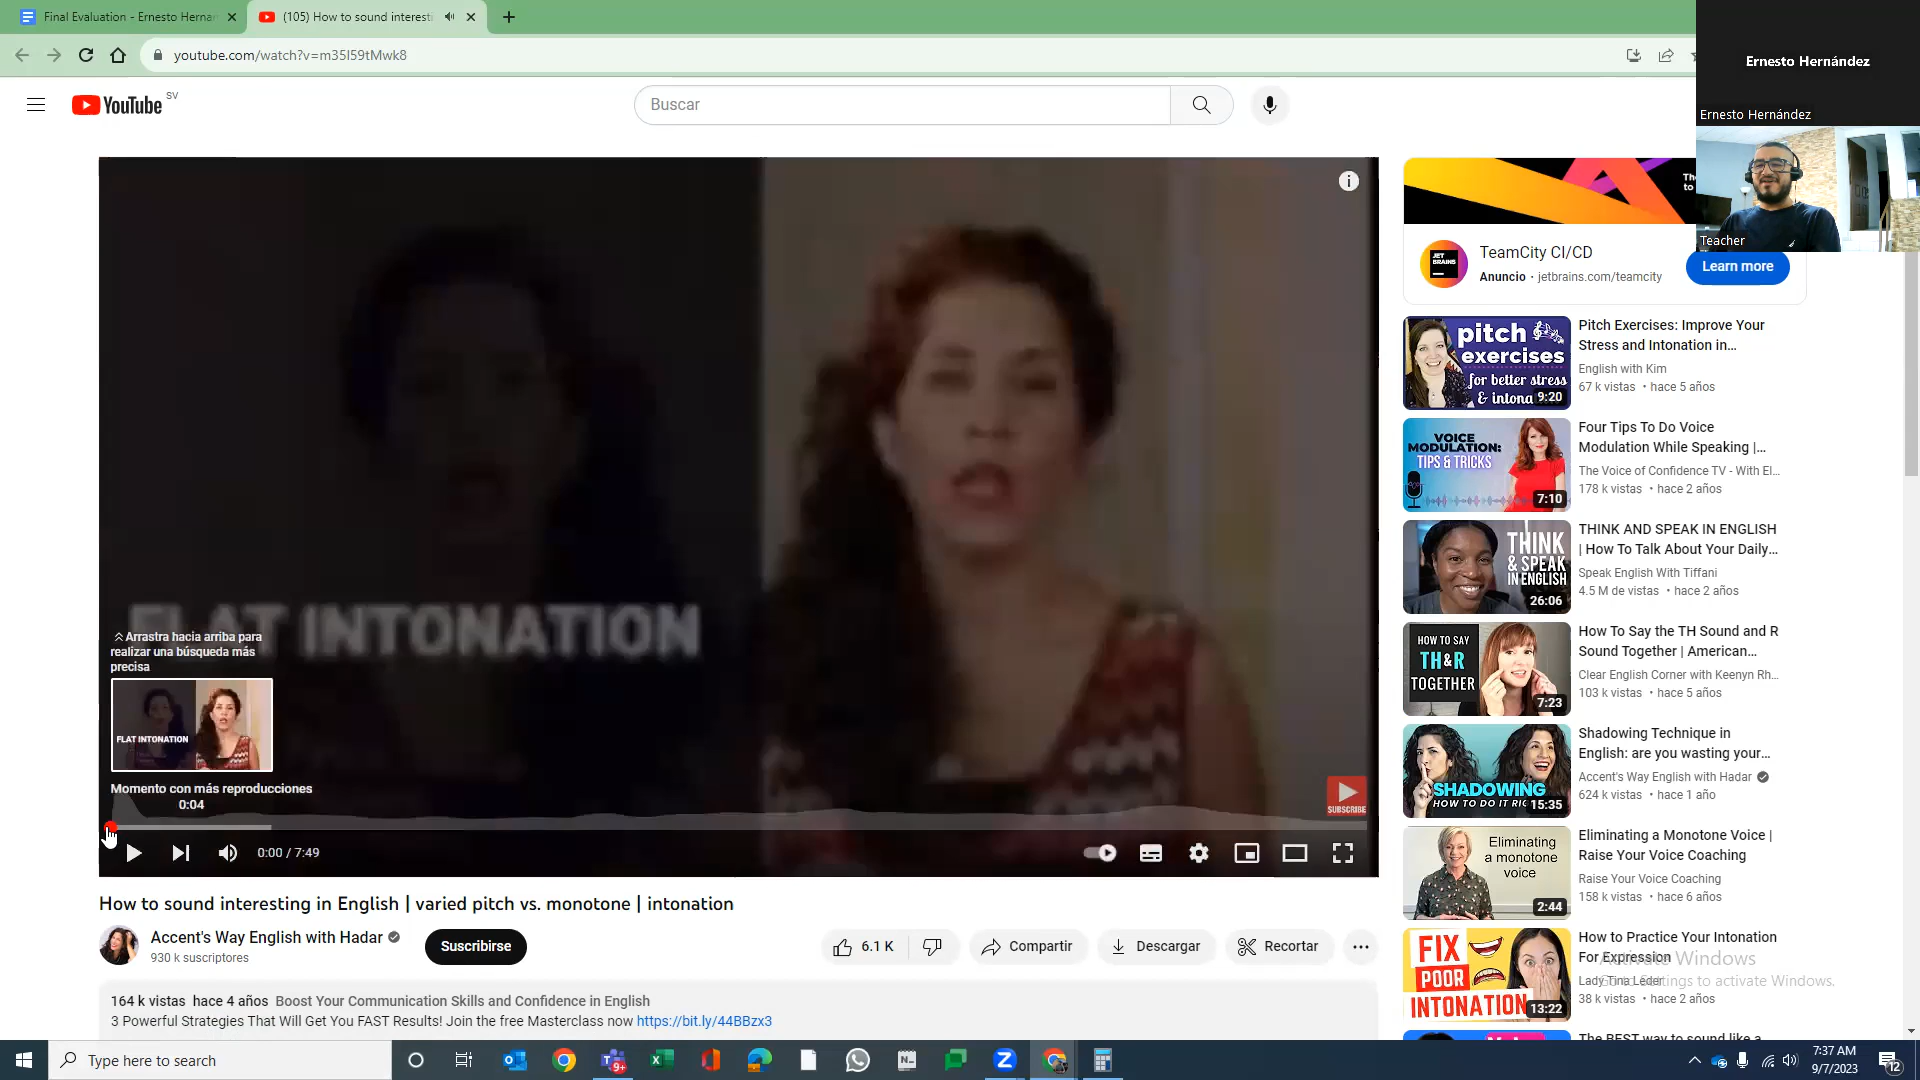 Final Evaluation - Ernesto Hernan
(105) How to sound interesti
youtube.com/watch?v=m35l59tMwk8
YouTube SV
Buscar
Ernesto Hernández
Ernesto Hernández
Teacher
FLAT INTONATION
Arrastra hacia arriba para
realizar una búsqueda más
precisa
FLAT INTONATION
Momento con más reproducciones
0:04
SUBSCRIBE
0:00 / 7:49
How to sound interesting in English | varied pitch vs. monotone | intonation
Accent's Way English with Hadar
930 k suscriptores
Suscribirse
6.1 K
Compartir
Descargar
Recortar
164 k vistas hace 4 años Boost Your Communication Skills and Confidence in English
3 Powerful Strategies That Will Get You FAST Results! Join the free Masterclass now https://bit.ly/44BBzx3
JET
BRAINS
TeamCity CI/CD
Anuncio · jetbrains.com/teamcity
Learn more
pitch
exercises
for better stress
& intona
9:20
Pitch Exercises: Improve Your
Stress and Intonation in...
English with Kim
67 k vistas • hace 5 años
VOICE
MODULATION:
TIPS & TRICKS
7:10
Four Tips To Do Voice
Modulation While Speaking |...
The Voice of Confidence TV - With El...
178 k vistas • hace 2 años
THINK
& SPEAK
IN ENGLISH
26:06
THINK AND SPEAK IN ENGLISH
| How To Talk About Your Daily...
Speak English With Tiffani
4.5 M de vistas • hace 2 años
HOW TO SAY
TH&R
TOGETHER
7:23
How To Say the TH Sound and R
Sound Together | American...
Clear English Corner with Keenyn Rh...
103 k vistas • hace 5 años
SHADOWING
HOW TO DO IT RIG
15:35
Shadowing Technique in
English: are you wasting your...
Accent's Way English with Hadar
624 k vistas • hace 1 año
Eliminating
a monotone
voice
2:44
Eliminating a Monotone Voice |
Raise Your Voice Coaching
Raise Your Voice Coaching
158 k vistas • hace 6 años
FIX
POOR
INTONATION
13:22
How to Practice Your Intonation
For Expression
Lady Tina Leder
38 k vistas • hace 2 años
Activate Windows
Go to Settings to activate Windows.
The BEST way to sound like a
Type here to search
9+
7:37 AM
9/7/2023
12